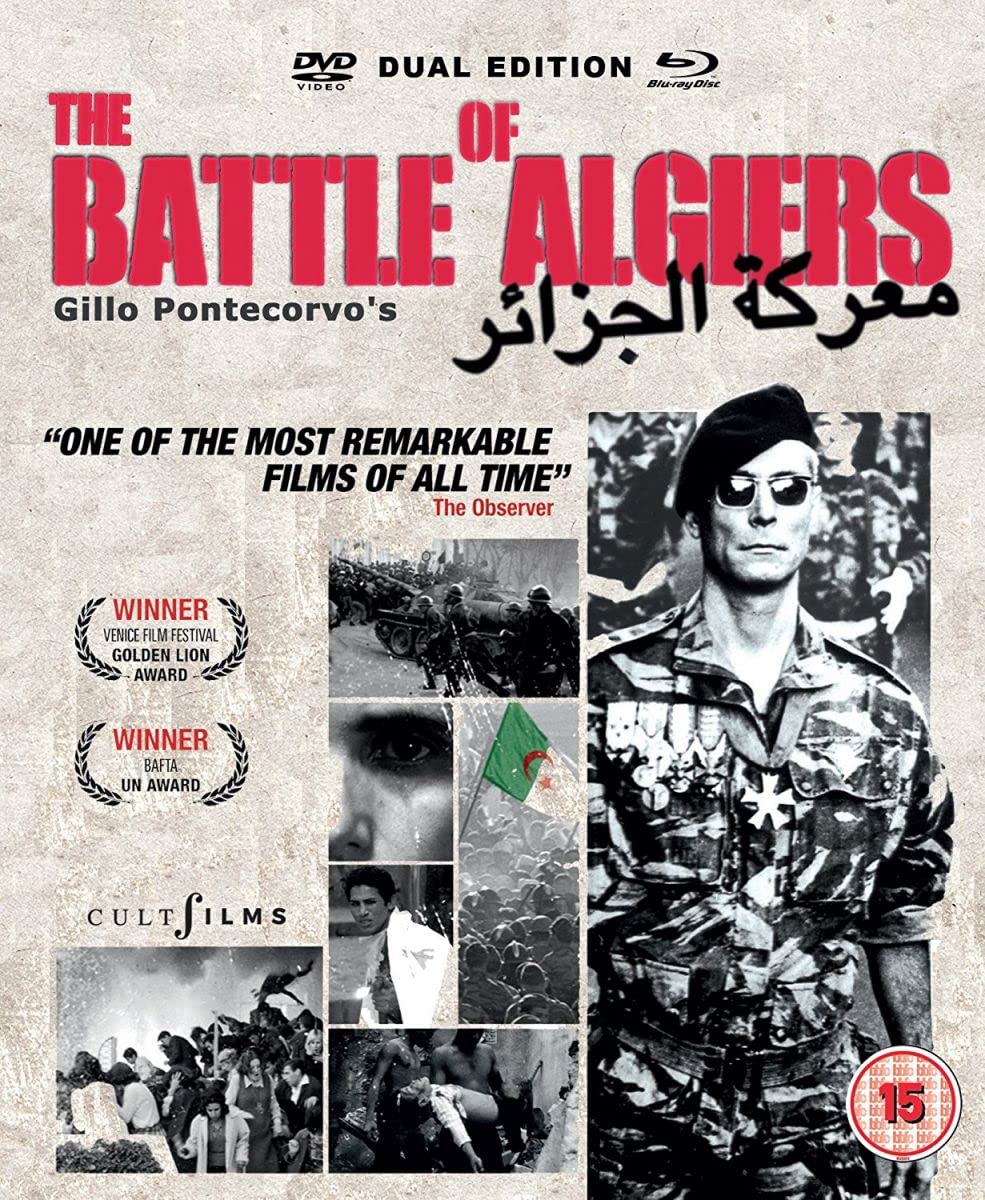 DVD VIDEO DUAL EDITION Blu-ray Disc
THE BATTLE OF ALGIERS
Gillo Pontecorvo's
معركة الجزائر
“ONE OF THE MOST REMARKABLE
FILMS OF ALL TIME”
The Observer
WINNER
VENICE FILM FESTIVAL
GOLDEN LION
AWARD
WINNER
BAFTA
UN AWARD
CULTFILMS
15